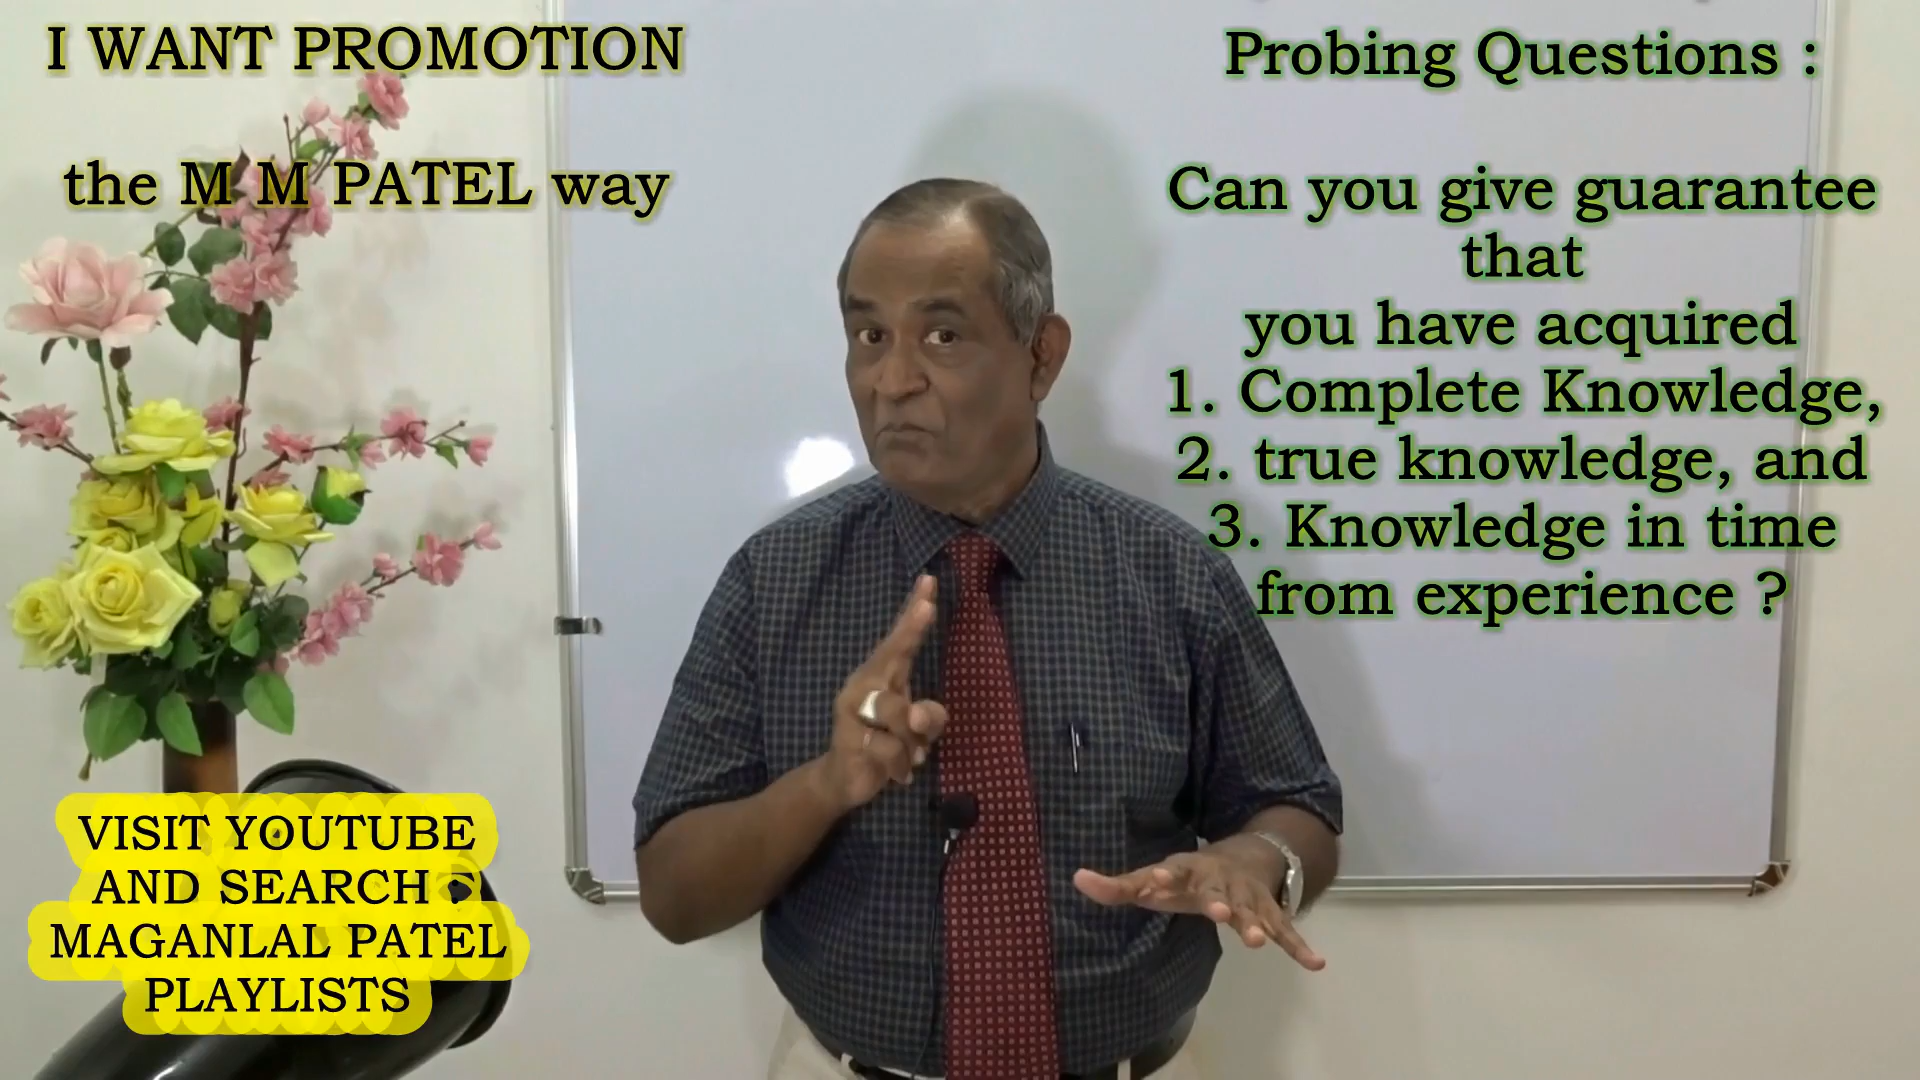 I WANT PROMOTION
the M M PATEL way
Probing Questions :
Can you give guarantee
that
you have acquired
1. Complete Knowledge,
2. true knowledge, and
3. Knowledge in time
from experience ?
VISIT YOUTUBE
AND SEARCH :
MAGANLAL PATEL
PLAYLISTS